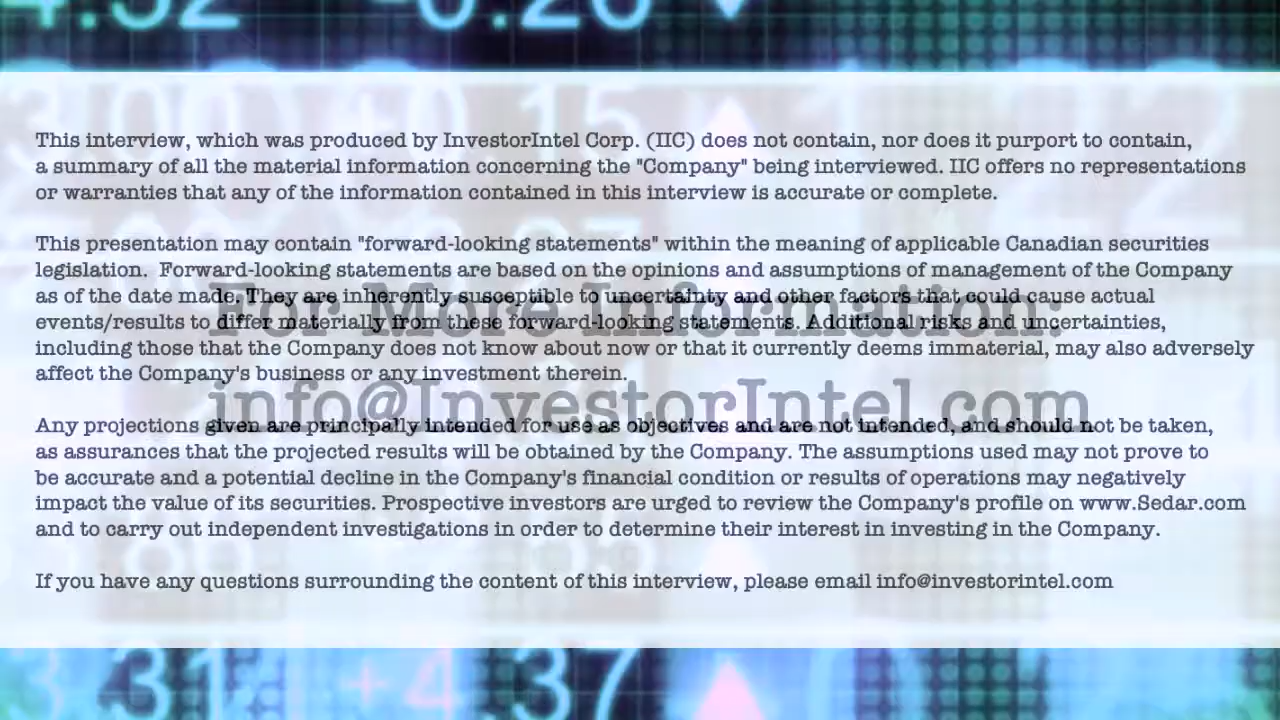 4.52 -0.26
3.00 +0.15
This interview, which was produced by InvestorIntel Corp. (IIC) does not contain, nor does it purport to contain,
a summary of all the material information concerning the "Company" being interviewed. IIC offers no representations
or warranties that any of the information contained in this interview is accurate or complete.
This presentation may contain "forward-looking statements" within the meaning of applicable Canadian securities
legislation.  Forward-looking statements are based on the opinions and assumptions of management of the Company
as of the date made. They are inherently susceptible to uncertainty and other factors that could cause actual
events/results to differ materially from these forward-looking statements. Additional risks and uncertainties,
including those that the Company does not know about now or that it currently deems immaterial, may also adversely
affect the Company's business or any investment therein.
For More Information:
info@InvestorIntel.com
Any projections given are principally intended for use as objectives and are not intended, and should not be taken,
as assurances that the projected results will be obtained by the Company. The assumptions used may not prove to
be accurate and a potential decline in the Company's financial condition or results of operations may negatively
impact the value of its securities. Prospective investors are urged to review the Company's profile on www.Sedar.com
and to carry out independent investigations in order to determine their interest in investing in the Company.
If you have any questions surrounding the content of this interview, please email info@investorintel.com
3.31 +4.37